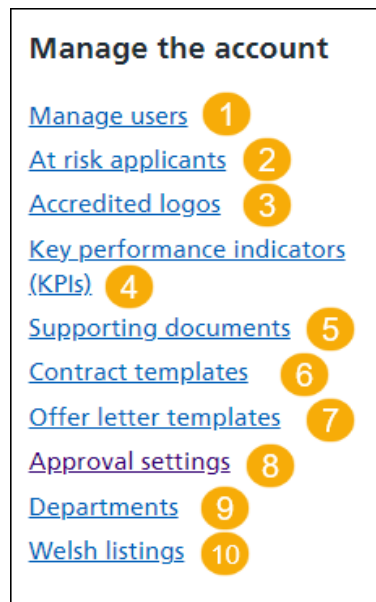 Manage the account
Manage users 1
At risk applicants 2
Accredited logos 3
Key performance indicators
(KPIs) 4
Supporting documents 5
Contract templates 6
Offer letter templates 7
Approval settings 8
Departments 9
Welsh listings 10